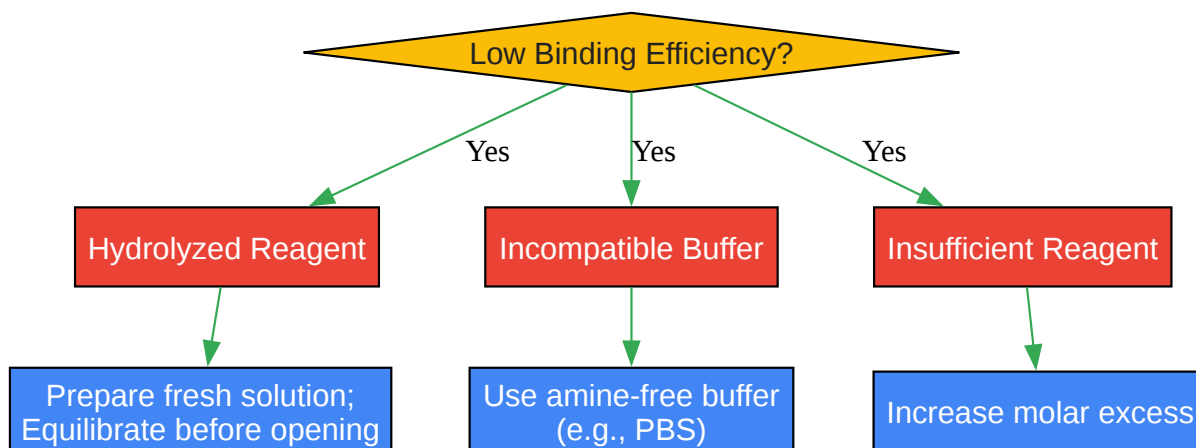 Low Binding Efficiency?
Yes
Yes
Yes
Hydrolyzed Reagent
Incompatible Buffer
Insufficient Reagent
Prepare fresh solution;
Equilibrate before opening
Use amine-free buffer
(e.g., PBS)
Increase molar excess